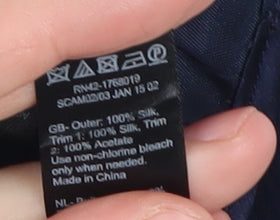 RN42-1768019
SCAM02/03 JAN 15 02
GB- Outer: 100% Silk,
Trim 1: 100% Silk, Trim
2: 100% Acetate
Use non-chlorine bleach
only when needed.
Made in China